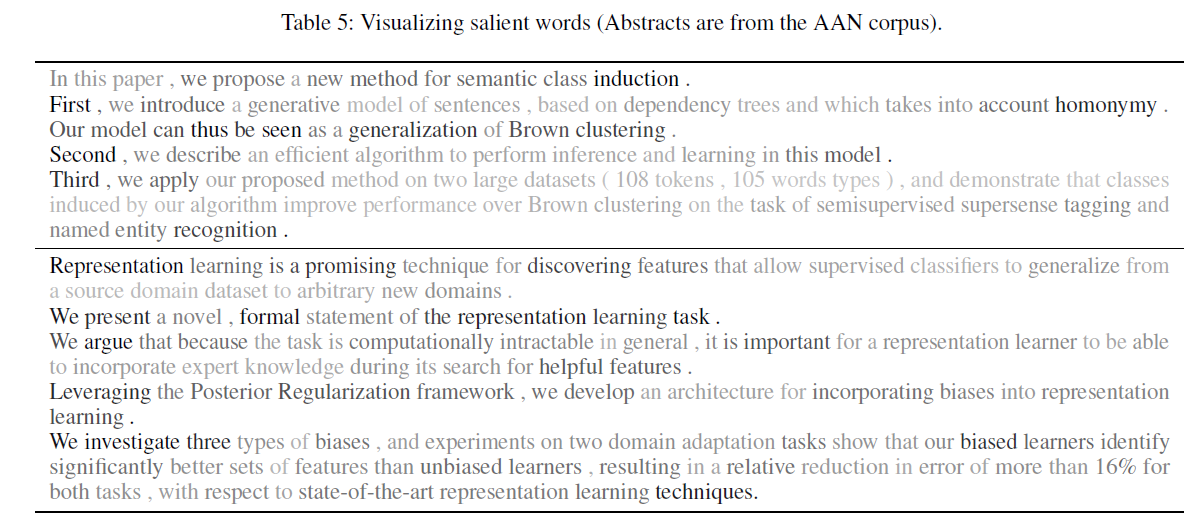 Table 5: Visualizing salient words (Abstracts are from the AAN corpus).
In this paper , we propose a new method for semantic class induction .
First , we introduce a generative model of sentences , based on dependency trees and which takes into account homonymy .
Our model can thus be seen as a generalization of Brown clustering .
Second , we describe an efficient algorithm to perform inference and learning in this model .
Third , we apply our proposed method on two large datasets ( 108 tokens , 105 words types ) , and demonstrate that classes
induced by our algorithm improve performance over Brown clustering on the task of semisupervised supersense tagging and
named entity recognition .
Representation learning is a promising technique for discovering features that allow supervised classifiers to generalize from
a source domain dataset to arbitrary new domains .
We present a novel , formal statement of the representation learning task .
We argue that because the task is computationally intractable in general , it is important for a representation learner to be able
to incorporate expert knowledge during its search for helpful features .
Leveraging the Posterior Regularization framework , we develop an architecture for incorporating biases into representation
learning .
We investigate three types of biases , and experiments on two domain adaptation tasks show that our biased learners identify
significantly better sets of features than unbiased learners , resulting in a relative reduction in error of more than 16% for
both tasks , with respect to state-of-the-art representation learning techniques.